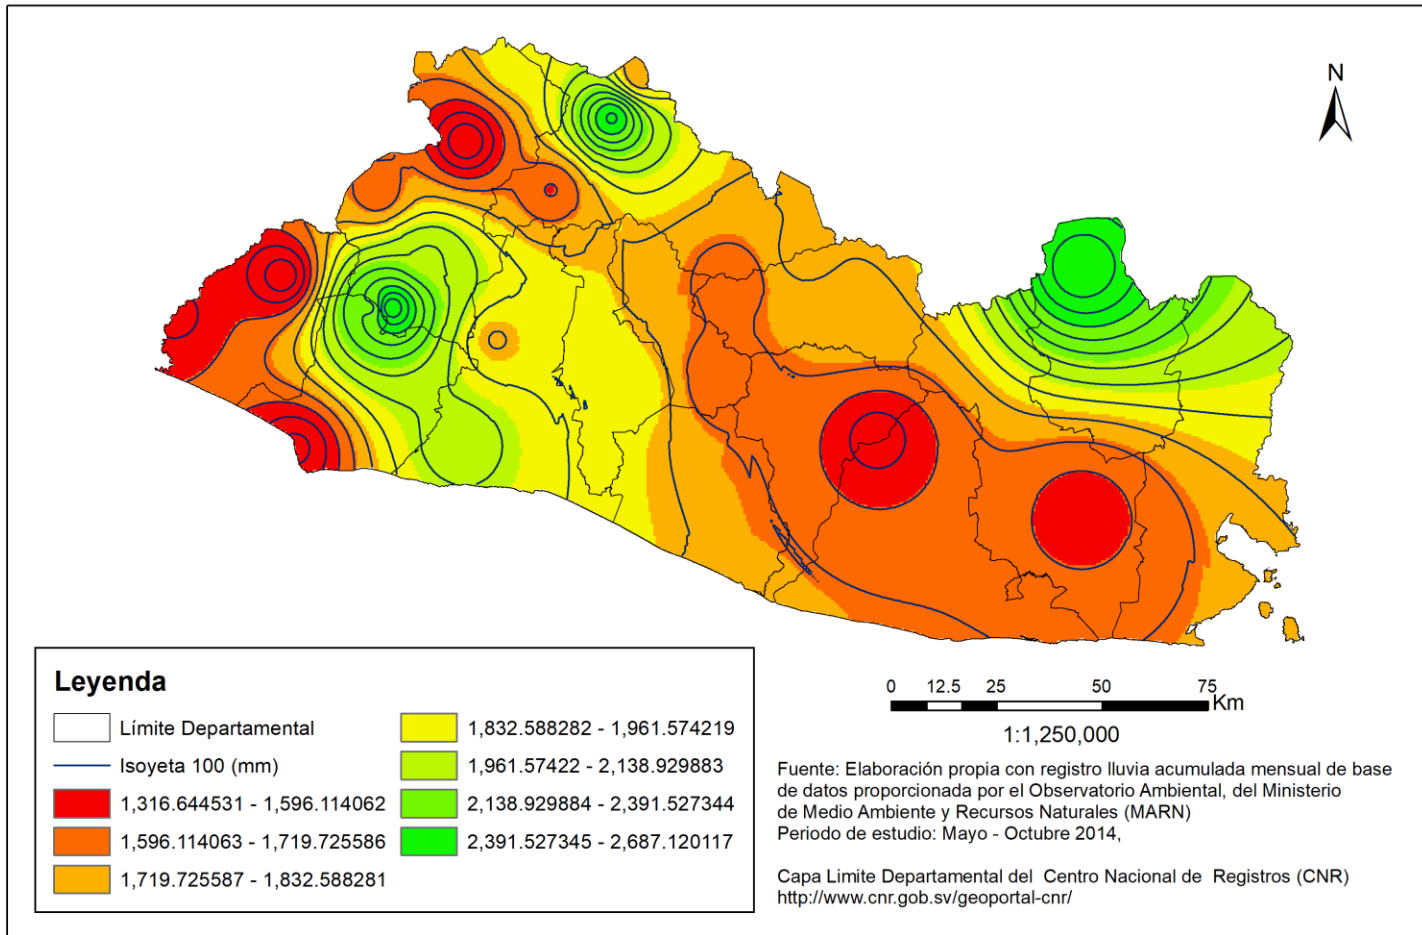 N
Leyenda
Límite Departamental
Isoyeta 100 (mm)
1,316.644531 - 1,596.114062
1,596.114063 - 1,719.725586
1,719.725587 - 1,832.588281
1,832.588282 - 1,961.574219
1,961.57422 - 2,138.929883
2,138.929884 - 2,391.527344
2,391.527345 - 2,687.120117
0 12.5 25 50 75
Km
1:1,250,000
Fuente: Elaboración propia con registro lluvia acumulada mensual de base
de datos proporcionada por el Observatorio Ambiental, del Ministerio
de Medio Ambiente y Recursos Naturales (MARN)
Periodo de estudio: Mayo - Octubre 2014,
Capa Limite Departamental del Centro Nacional de Registros (CNR)
http://www.cnr.gob.sv/geoportal-cnr/